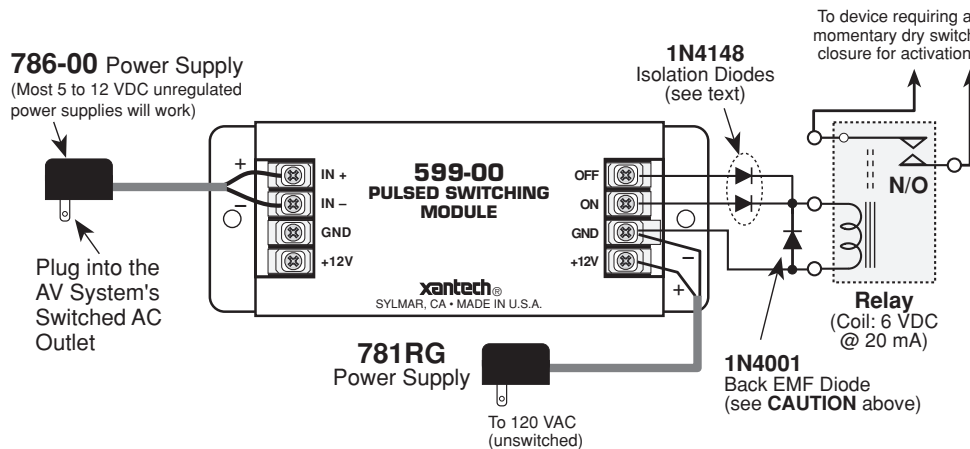 786-00 Power Supply
(Most 5 to 12 VDC unregulated
power supplies will work)
+
–
Plug into the
AV System's
Switched AC
Outlet
IN +
IN –
GND
+12V
599-00
PULSED SWITCHING
MODULE
xantech®
SYLMAR, CA • MADE IN U.S.A.
OFF
ON
GND
+12V
–
+
781RG
Power Supply
To 120 VAC
(unswitched)
1N4148
Isolation Diodes
(see text)
1N4001
Back EMF Diode
(see CAUTION above)
To device requiring a
momentary dry switch
closure for activation
N/O
Relay
(Coil: 6 VDC
@ 20 mA)